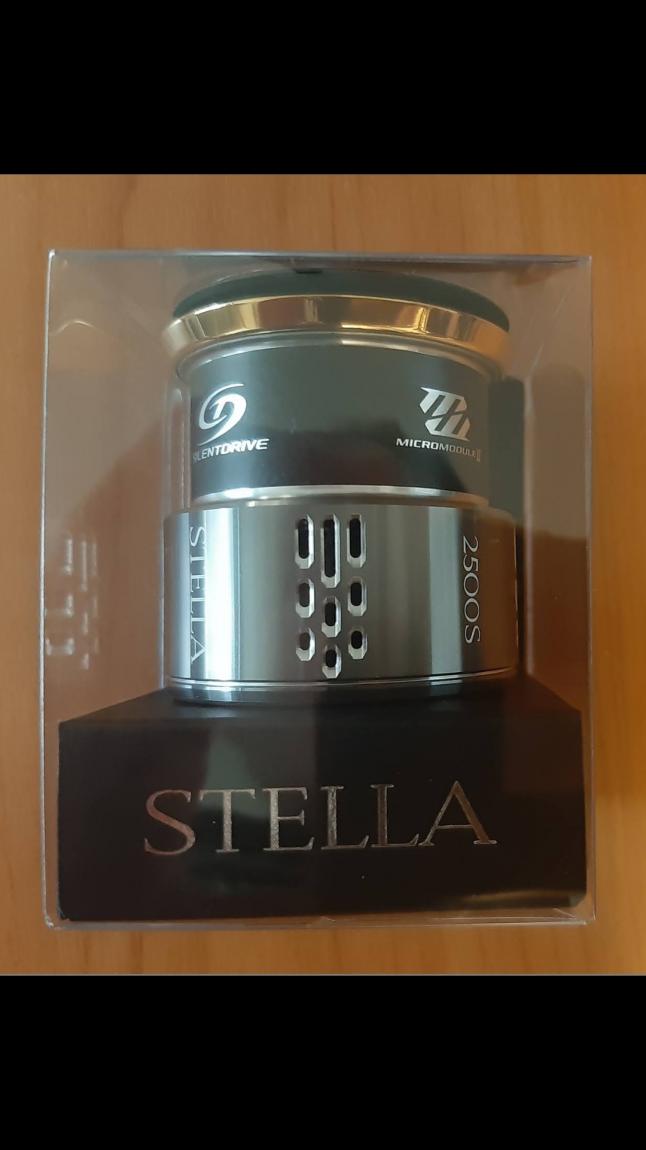 SILENTDRIVE
MICROMODULE II
STELLA
2500S
STELLA